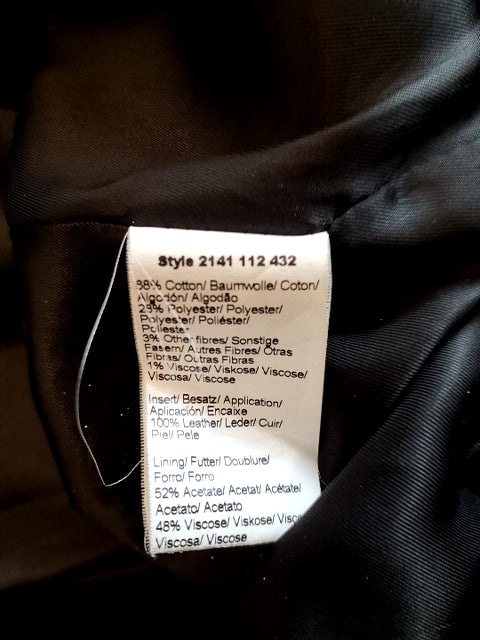 Style 2141 112 432
Cotton/ Baumwolle/ Coton/
Algodón/ Algodão
Polyester/ Polyester/
Polyester/ Poliéster/
Poliester
3% Other fibres/ Sonstige
Fasern/ Autres Fibres/ Otras
Fibras/ Outras Fibras
1% Viscose/ Viskose/ Viscose/
Viscosa/ Viscose
Insert/ Besatz/ Application/
Aplicación/ Encaixe
100% Leather/ Leder/ Cuir/
Piel/ Pele
Lining/ Futter/ Doublure/
Forro/ Forro
52% Acetate/ Acetat/ Acétate/
Acetato/ Acetato
48% Viscose/ Viskose/
Viscosa/ Viscose